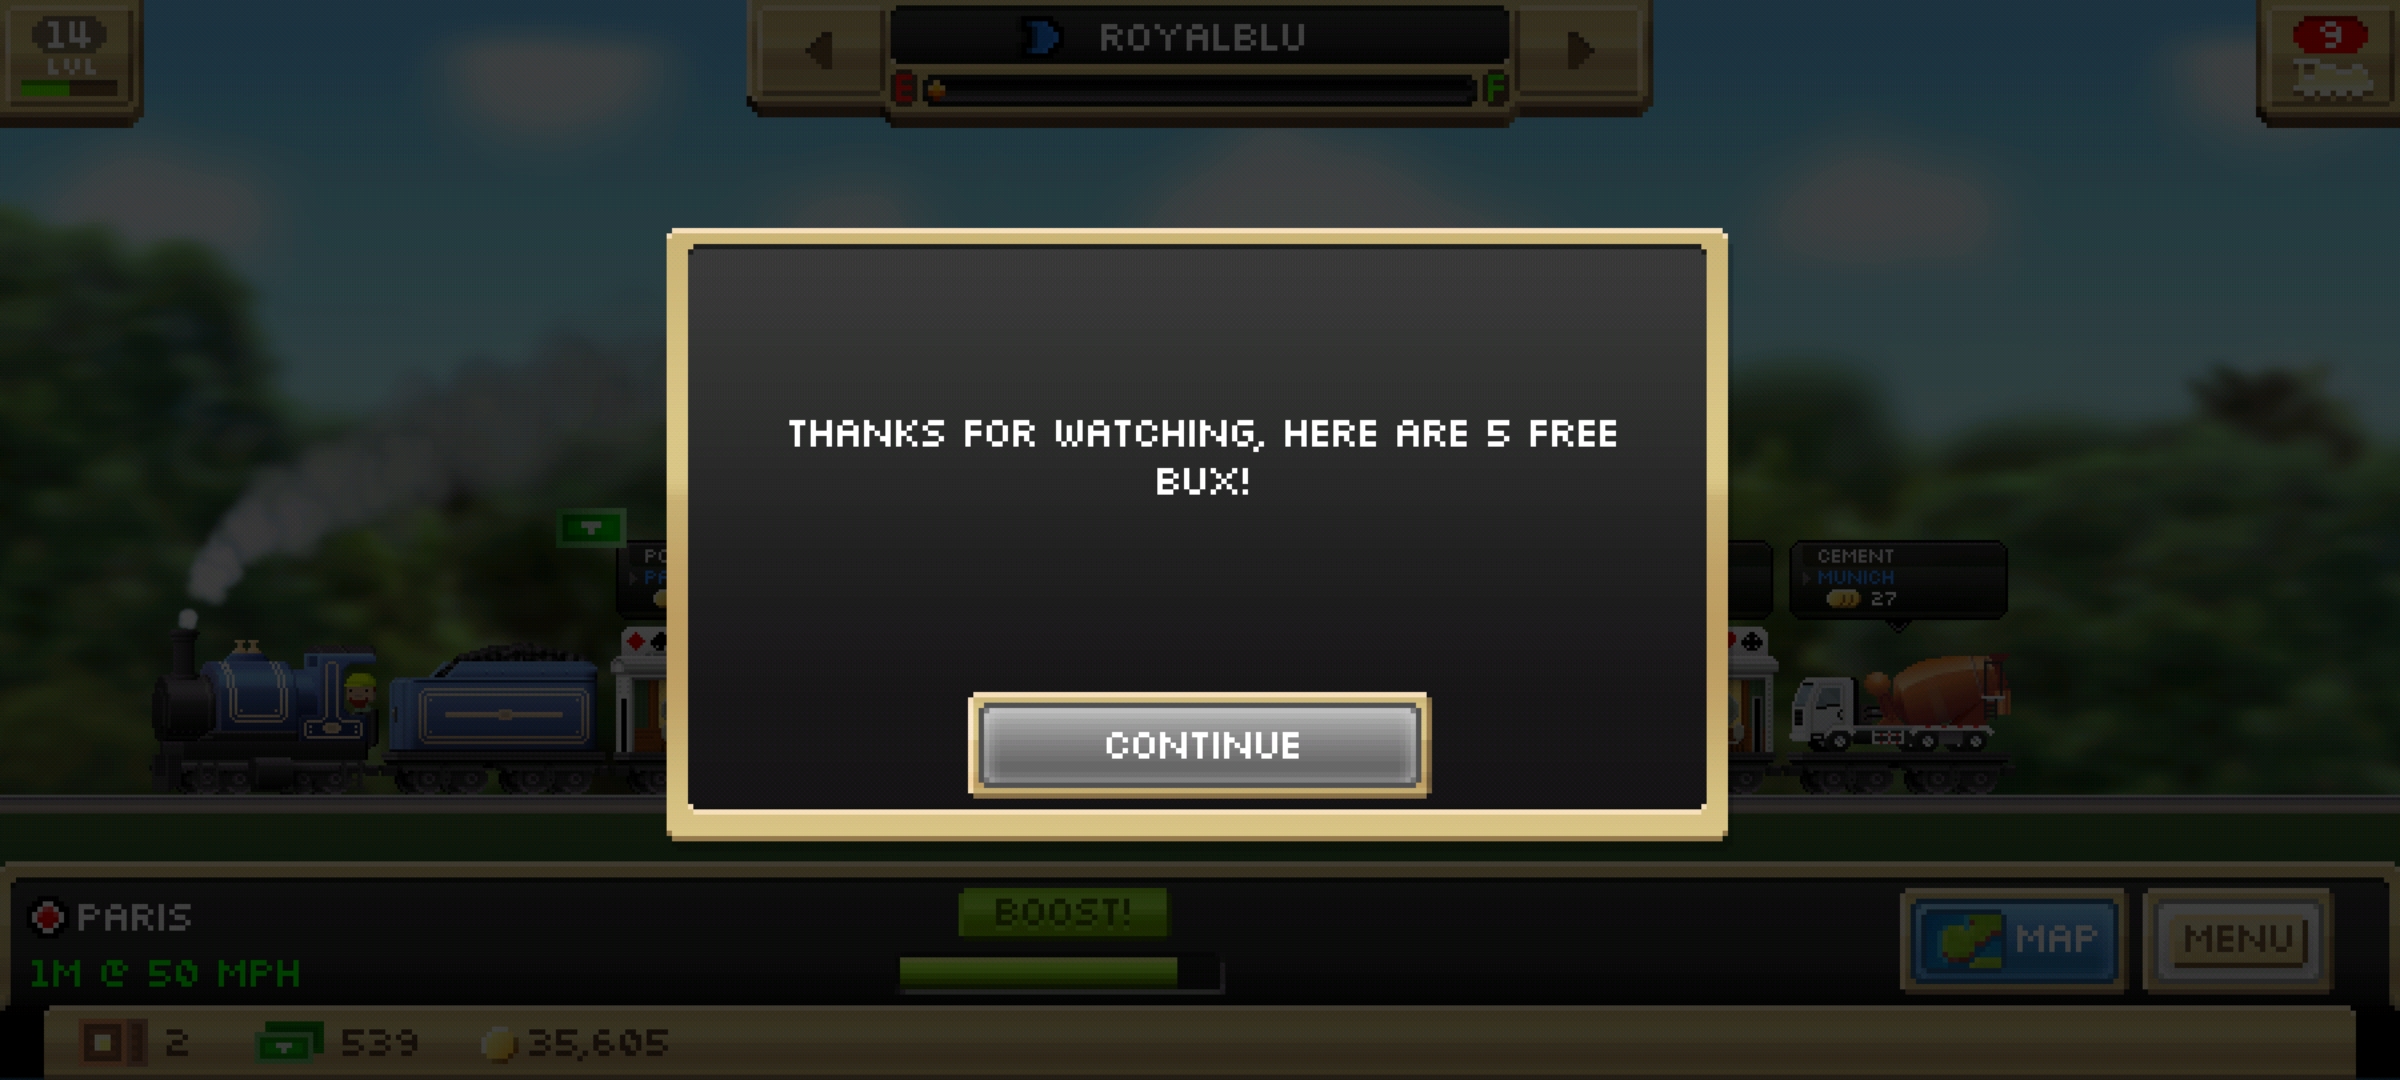 14
LVL
ROYALBLU
E
F
9
THANKS FOR WATCHING, HERE ARE 5 FREE
BUX!
CONTINUE
CEMENT
MUNICH
27
PARIS
1M @ 50 MPH
BOOST!
MAP
MENU
2
539
35,605